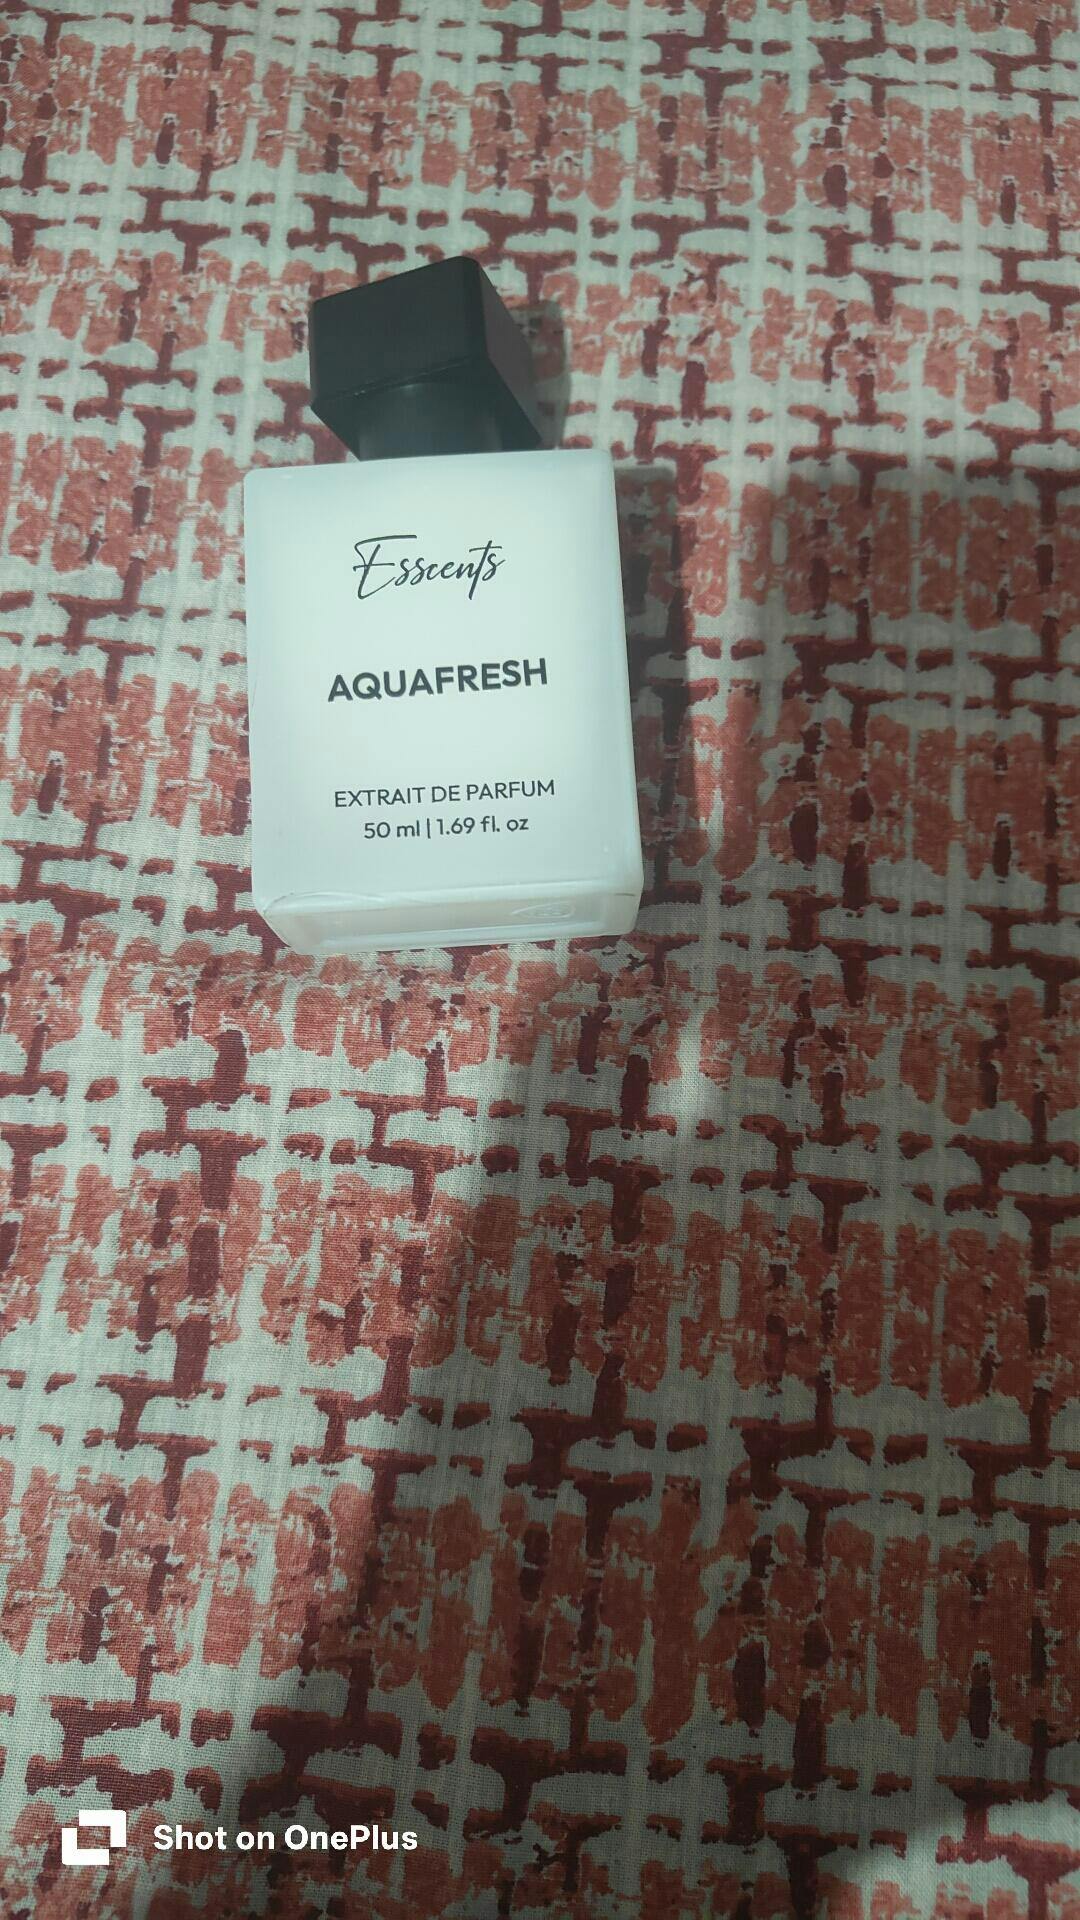 Esscents
AQUAFRESH
EXTRAIT DE PARFUM
50 ml | 1.69 fl. oz
Shot on OnePlus